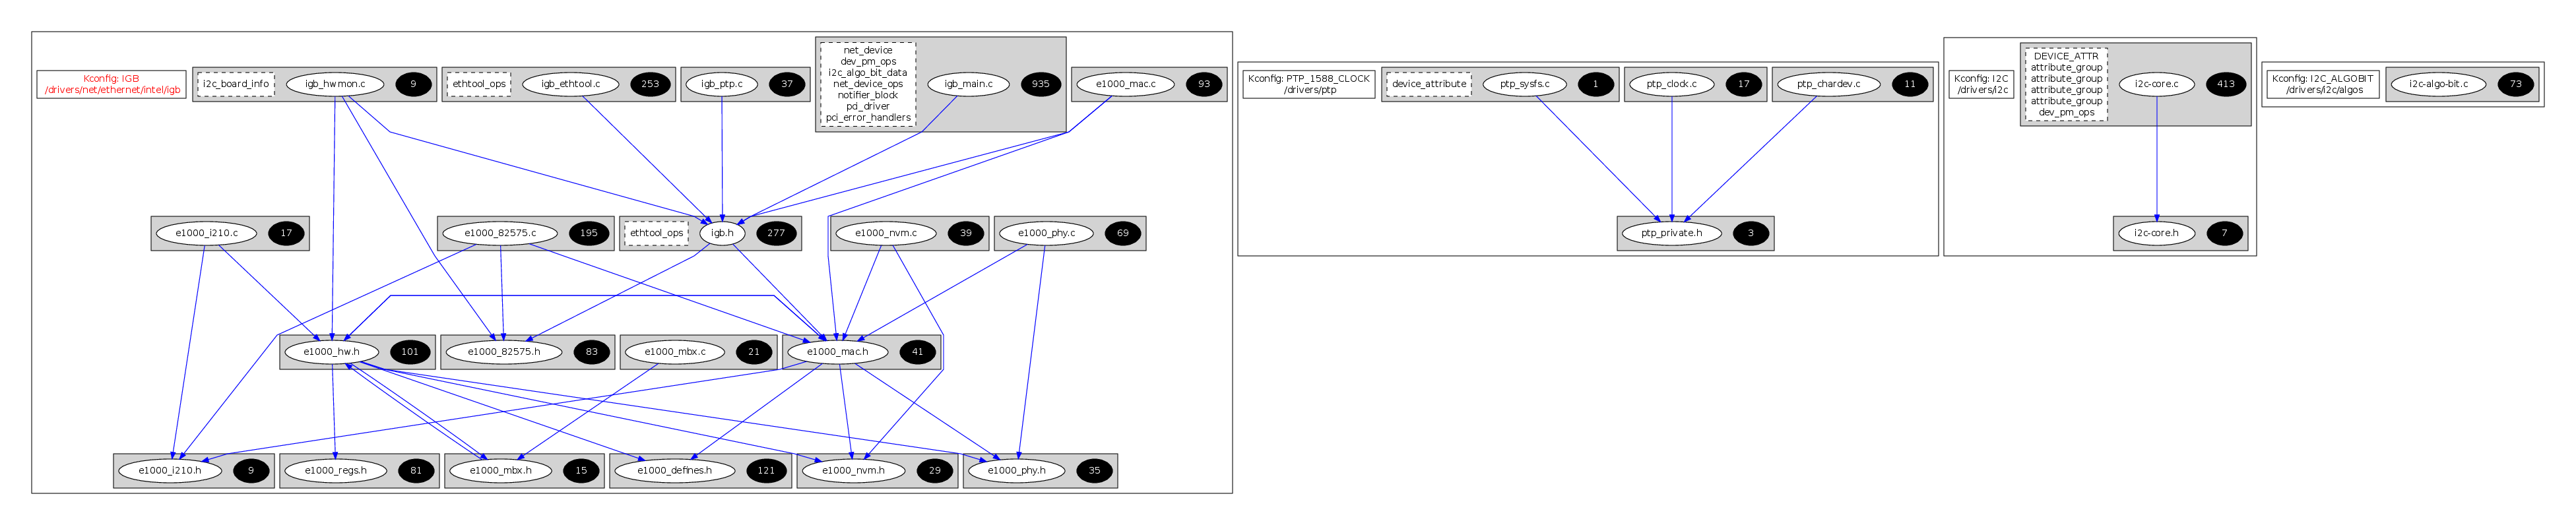 Kconfig: IGB
/drivers/net/ethernet/intel/igb
i2c_board_info
igb_hwmon.c
9
ethtool_ops
igb_ethtool.c
253
igb_ptp.c
37
net_device
dev_pm_ops
i2c_algo_bit_data
net_device_ops
notifier_block
pci_driver
pci_error_handlers
igb_main.c
935
e1000_mac.c
93
e1000_i210.c
17
e1000_82575.c
195
ethtool_ops
igb.h
277
e1000_nvm.c
39
e1000_phy.c
69
e1000_hw.h
101
e1000_82575.h
83
e1000_mbx.c
21
e1000_mac.h
41
e1000_i210.h
9
e1000_regs.h
81
e1000_mbx.h
15
e1000_defines.h
121
e1000_nvm.h
29
e1000_phy.h
35
Kconfig: PTP_1588_CLOCK
/drivers/ptp
device_attribute
ptp_sysfs.c
1
ptp_clock.c
17
ptp_chardev.c
11
ptp_private.h
3
Kconfig: I2C
/drivers/i2c
DEVICE_ATTR
attribute_group
attribute_group
attribute_group
attribute_group
dev_pm_ops
i2c-core.c
413
i2c-core.h
7
Kconfig: I2C_ALGOBIT
/drivers/i2c/algos
i2c-algo-bit.c
73